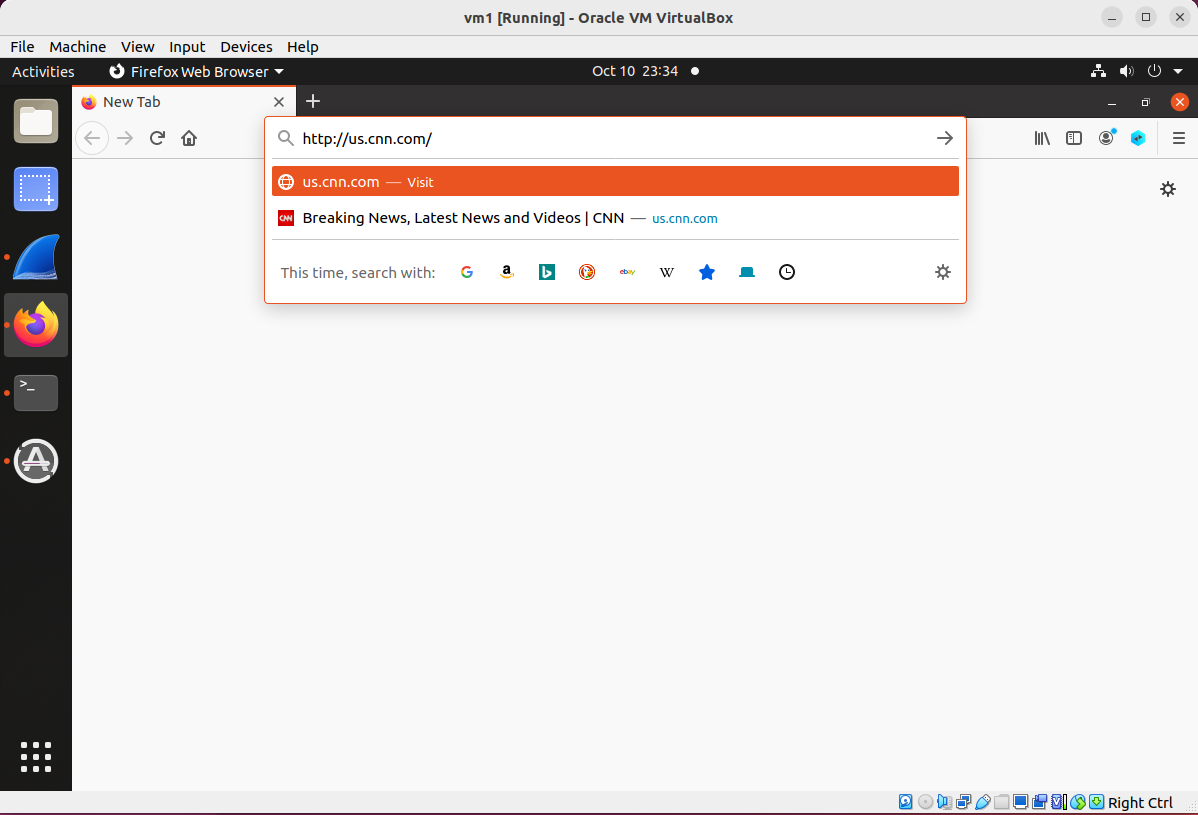 vm1 [Running] - Oracle VM VirtualBox
File Machine View Input Devices Help
Activities Firefox Web Browser Oct 10 23:34
New Tab
http://us.cnn.com/
us.cnn.com — Visit
CNN Breaking News, Latest News and Videos | CNN — us.cnn.com
This time, search with: G a b ebay W
>_
Right Ctrl